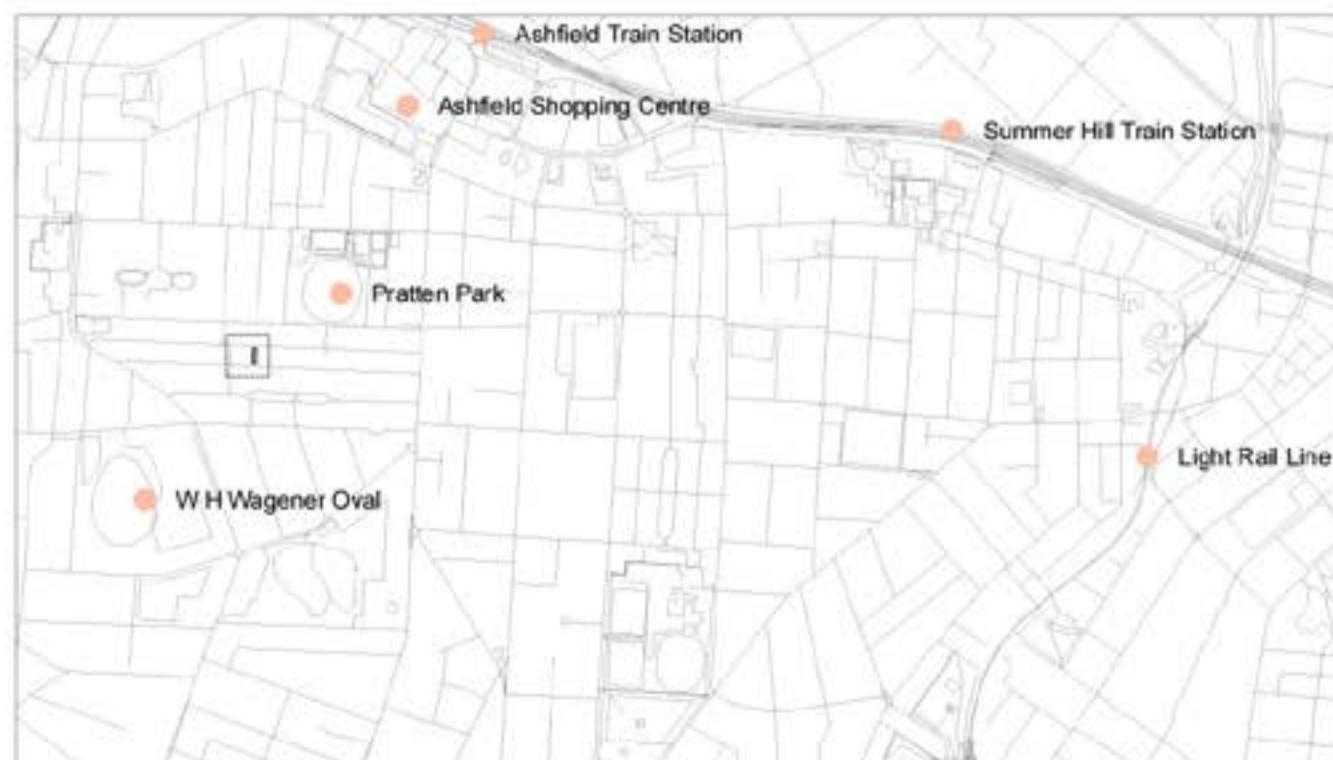 Ashfield Train Station
Ashfield Shopping Centre
Summer Hill Train Station
Pratten Park
Light Rail Line
W H Wagener Oval